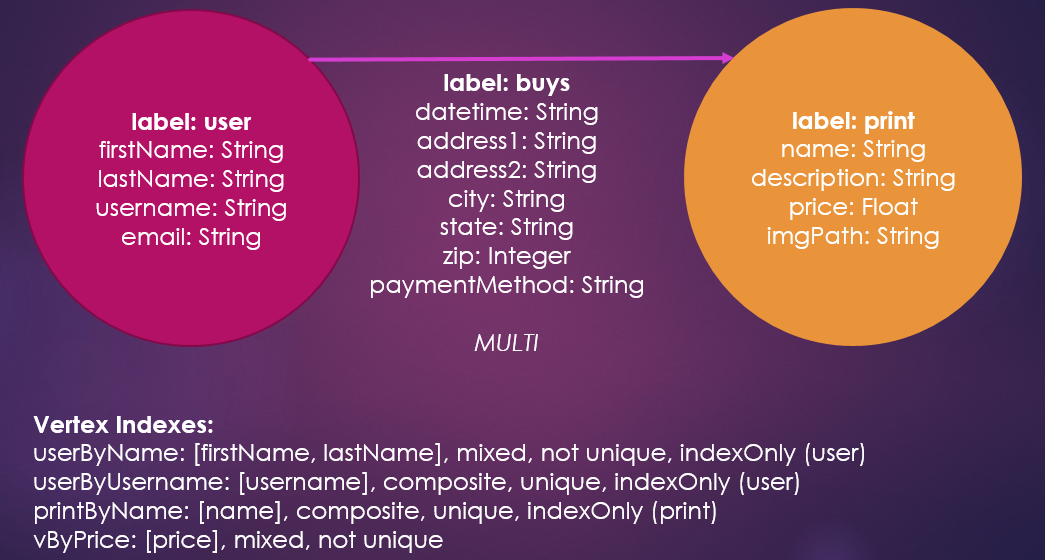 label: user
firstName: String
lastName: String
username: String
email: String
label: buys
datetime: String
address1: String
address2: String
city: String
state: String
zip: Integer
paymentMethod: String
MULTI
label: print
name: String
description: String
price: Float
imgPath: String
Vertex Indexes:
userByName: [firstName, lastName], mixed, not unique, indexOnly (user)
userByUsername: [username], composite, unique, indexOnly (user)
printByName: [name], composite, unique, indexOnly (print)
vByPrice: [price], mixed, not unique